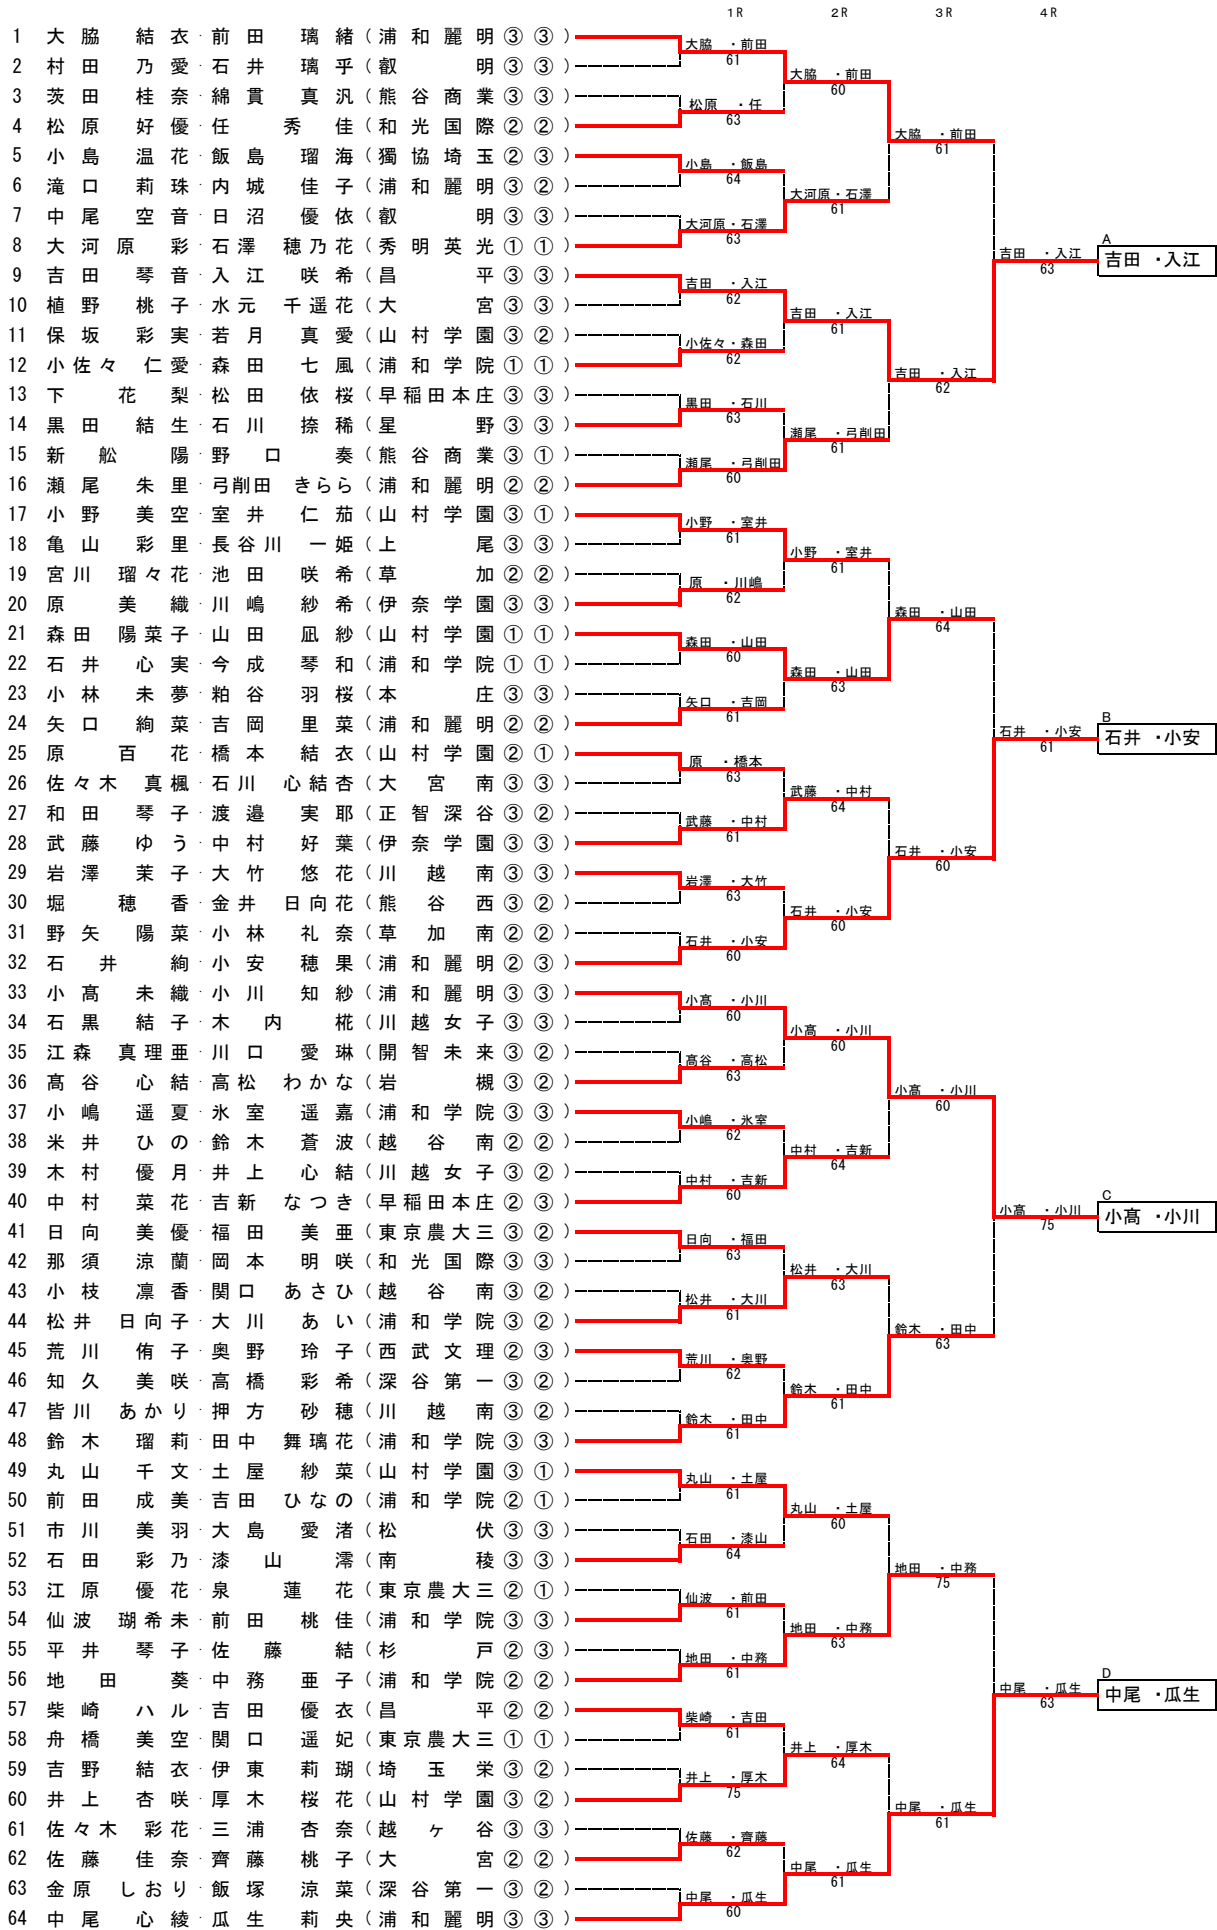 1R 2R 3R 4R
1 大脇 結衣・前田 璃緒(浦和麗明③③)
2 村田 乃愛・石井 璃乎(叡明③③)
3 茨田 桂奈・綿貫 真汎(熊谷商業③③)
4 松原 好優・任 秀佳(和光国際②②)
5 小島 温花・飯島 瑠海(獨協埼玉②③)
6 滝口 莉珠・内城 佳子(浦和麗明③②)
7 中尾 空音・日沼 優依(叡明③③)
8 大河原 彩・石澤 穂乃花(秀明英光①①)
9 吉田 琴音・入江 咲希(昌平③③)
10 植野 桃子・水元 千遥花(大宮③③)
11 保坂 彩実・若月 真愛(山村学園③②)
12 小佐々 仁愛・森田 七風(浦和学院①①)
13 下 花梨・松田 依桜(早稲田本庄③③)
14 黒田 結生・石川 捺稀(星野③③)
15 新船 陽・野口 奏(熊谷商業③①)
16 瀬尾 朱里・弓削田 きらら(浦和麗明②②)
17 小野 美空・室井 仁茄(山村学園③①)
18 亀山 彩里・長谷川 一姫(上尾③③)
19 宮川 瑠々花・池田 咲希(草加②②)
20 原 美織・川嶋 紗希(伊奈学園③③)
21 森田 陽菜子・山田 凪紗(山村学園①①)
22 石井 心実・今成 琴和(浦和学院①①)
23 小林 未夢・粕谷 羽桜(本庄③③)
24 矢口 絢菜・吉岡 里菜(浦和麗明②②)
25 原 百花・橋本 結衣(山村学園②①)
26 佐々木 真楓・石川 心結杏(大宮南③③)
27 和田 琴子・渡邉 実耶(正智深谷③②)
28 武藤 ゆう・中村 好葉(伊奈学園③③)
29 岩澤 茉子・大竹 悠花(川越南③③)
30 堀 穂香・金井 日向花(熊谷西③②)
31 野矢 陽菜・小林 礼奈(草加南②②)
32 石井 絢・小安 穂果(浦和麗明②③)
33 小髙 未織・小川 知紗(浦和麗明③③)
34 石黒 結子・木内 椛(川越女子③③)
35 江森 真理亜・川口 愛琳(開智未来③②)
36 髙谷 心結・高松 わかな(岩槻③②)
37 小嶋 遥夏・氷室 遥嘉(浦和学院③③)
38 米井 ひの・鈴木 蒼波(越谷南②②)
39 木村 優月・井上 心結(川越女子③②)
40 中村 菜花・吉新 なつき(早稲田本庄②③)
41 日向 美優・福田 美亜(東京農大三③②)
42 那須 涼蘭・岡本 明咲(和光国際③③)
43 小枝 凛香・関口 あさひ(越谷南③②)
44 松井 日向子・大川 あい(浦和学院③②)
45 荒川 侑子・奥野 玲子(西武文理②③)
46 知久 美咲・高橋 彩希(深谷第一③②)
47 皆川 あかり・押方 砂穂(川越南③②)
48 鈴木 瑠莉・田中 舞璃花(浦和学院③③)
49 丸山 千文・土屋 紗菜(山村学園③①)
50 前田 成美・吉田 ひなの(浦和学院②①)
51 市川 美羽・大島 愛渚(松伏③③)
52 石田 彩乃・漆山 澪(南稜③③)
53 江原 優花・泉 蓮花(東京農大三②①)
54 仙波 瑚希未・前田 桃佳(浦和学院③③)
55 平井 琴子・佐藤 結(杉戸②③)
56 地田 葵・中務 亜子(浦和学院②②)
57 柴崎 ハル・吉田 優衣(昌平②②)
58 舟橋 美空・関口 遥妃(東京農大三①①)
59 吉野 結衣・伊東 莉瑚(埼玉栄③②)
60 井上 杏咲・厚木 桜花(山村学園③②)
61 佐々木 彩花・三浦 杏奈(越ヶ谷③③)
62 佐藤 佳奈・齊藤 桃子(大宮②②)
63 金原 しおり・飯塚 涼菜(深谷第一③②)
64 中尾 心綾・瓜生 莉央(浦和麗明③③)
大脇 ・前田
61
松原 ・任
63
小島 ・飯島
64
大河原・石澤
63
吉田 ・入江
62
小佐々・森田
62
黒田 ・石川
63
瀬尾 ・弓削田
60
小野 ・室井
61
原 ・川嶋
62
森田 ・山田
60
矢口 ・吉岡
61
原 ・橋本
63
武藤 ・中村
61
岩澤 ・大竹
63
石井 ・小安
60
小髙 ・小川
60
髙谷 ・高松
63
小嶋 ・氷室
62
中村 ・吉新
60
日向 ・福田
63
松井 ・大川
61
荒川 ・奥野
62
鈴木 ・田中
61
丸山 ・土屋
61
石田 ・漆山
64
仙波 ・前田
61
地田 ・中務
61
柴崎 ・吉田
61
井上 ・厚木
75
佐藤 ・齊藤
62
中尾 ・瓜生
60
大脇 ・前田
60
大河原・石澤
61
吉田 ・入江
61
瀬尾 ・弓削田
61
小野 ・室井
61
森田 ・山田
63
武藤 ・中村
64
石井 ・小安
60
小髙 ・小川
60
中村 ・吉新
64
松井 ・大川
63
鈴木 ・田中
61
丸山 ・土屋
60
地田 ・中務
63
井上 ・厚木
64
中尾 ・瓜生
61
大脇 ・前田
61
吉田 ・入江
62
森田 ・山田
64
石井 ・小安
60
小髙 ・小川
60
鈴木 ・田中
63
地田 ・中務
75
中尾 ・瓜生
61
吉田 ・入江
63
石井 ・小安
61
小髙 ・小川
75
中尾 ・瓜生
63
A
吉田 ・入江
B
石井 ・小安
C
小髙 ・小川
D
中尾 ・瓜生